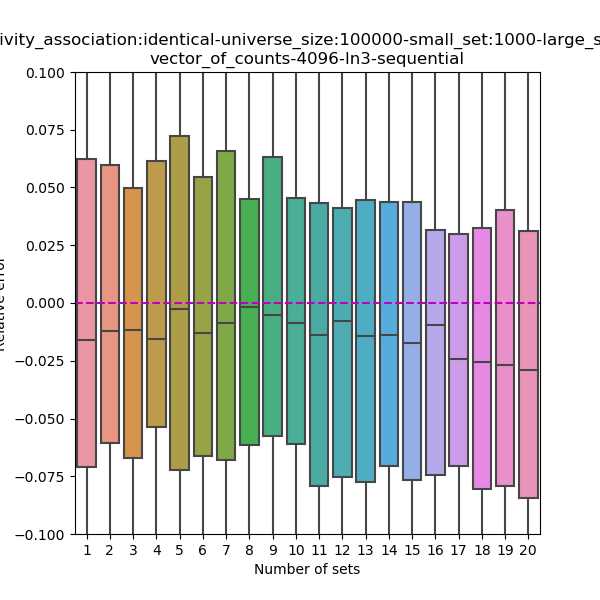 ivity_association:identical-universe_size:100000-small_set:1000-large_s
vector_of_counts-4096-ln3-sequential
0.100
0.075
0.050
0.025
0.000
−0.025
−0.050
−0.075
−0.100
Relative error
1 2 3 4 5 6 7 8 9 10 11 12 13 14 15 16 17 18 19 20
Number of sets